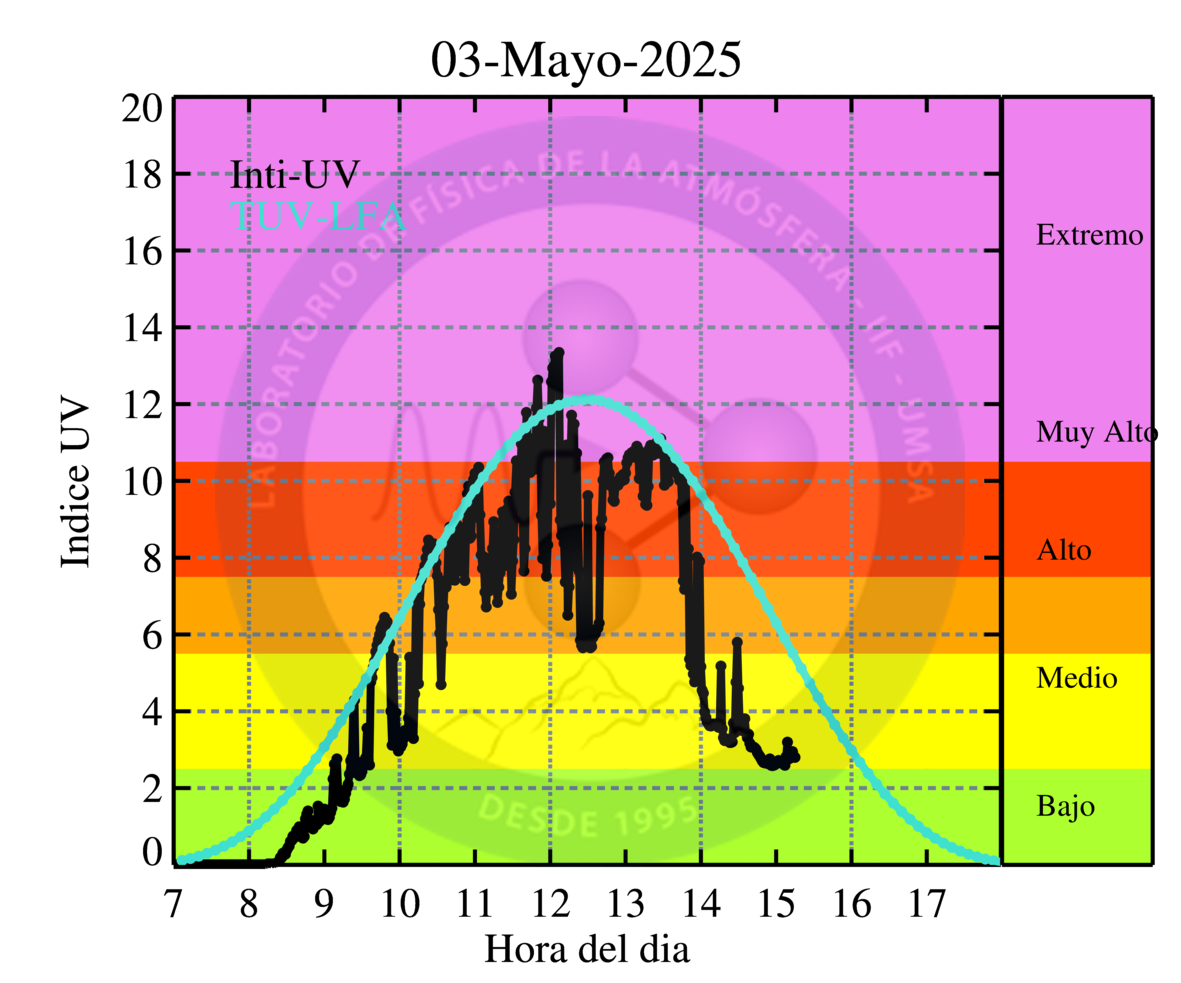 03-Mayo-2025
20
18
16
14
12
10
8
6
4
2
0
Indice UV
Inti-UV
TUV-LFA
LABORATORIO DE FÍSICA DE LA ATMÓSFERA - IIF - UMSA
DESDE 1995
Extremo
Muy Alto
Alto
Medio
Bajo
7 8 9 10 11 12 13 14 15 16 17
Hora del dia